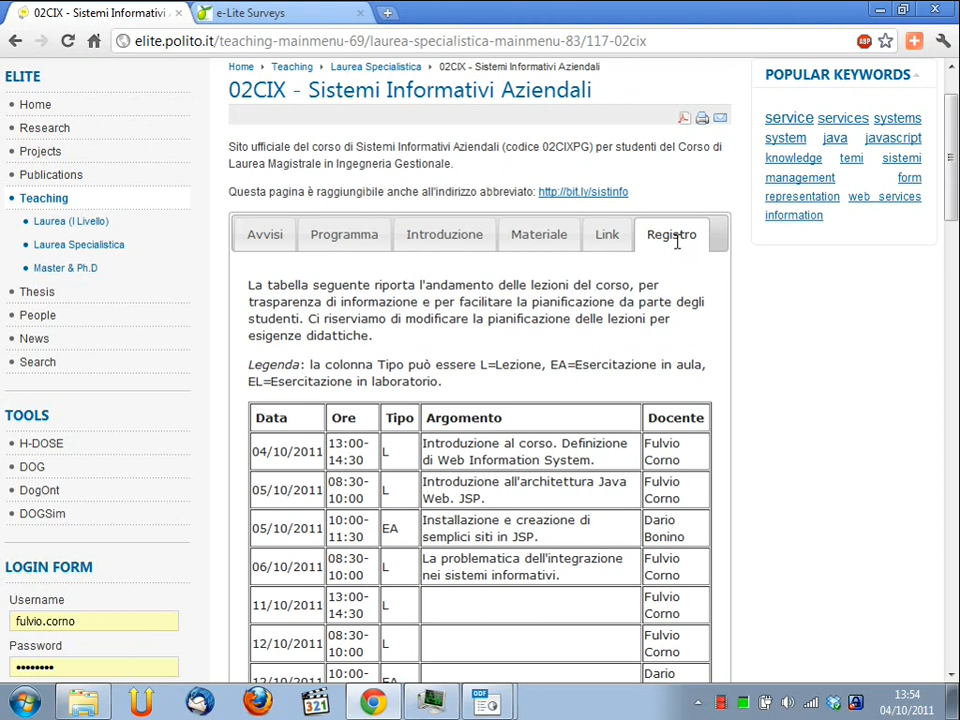 02CIX - Sistemi Informativi
e-Lite Surveys
elite.polito.it/teaching-mainmenu-69/laurea-specialistica-mainmenu-83/117-02cix
ABP
ELITE
Home
Research
Projects
Publications
Teaching
Laurea (I Livello)
Laurea Specialistica
Master & Ph.D
Thesis
People
News
Search
TOOLS
H-DOSE
DOG
DogOnt
DOGSim
LOGIN FORM
Username
fulvio.corno
Password
••••••••
Home Teaching Laurea Specialistica 02CIX - Sistemi Informativi Aziendali
02CIX - Sistemi Informativi Aziendali
Sito ufficiale del corso di Sistemi Informativi Aziendali (codice 02CIXPG) per studenti del Corso di
Laurea Magistrale in Ingegneria Gestionale.
Questa pagina è raggiungibile anche all'indirizzo abbreviato: http://bit.ly/sistinfo
Avvisi Programma Introduzione Materiale Link Registro
La tabella seguente riporta l'andamento delle lezioni del corso, per
trasparenza di informazione e per facilitare la pianificazione da parte degli
studenti. Ci riserviamo di modificare la pianificazione delle lezioni per
esigenze didattiche.
Legenda: la colonna Tipo può essere L=Lezione, EA=Esercitazione in aula,
EL=Esercitazione in laboratorio.
Data Ore Tipo Argomento Docente
04/10/2011 13:00-14:30 L Introduzione al corso. Definizione di Web Information System. Fulvio Corno
05/10/2011 08:30-10:00 L Introduzione all'architettura Java Web. JSP. Fulvio Corno
05/10/2011 10:00-11:30 EA Installazione e creazione di semplici siti in JSP. Dario Bonino
06/10/2011 08:30-10:00 L La problematica dell'integrazione nei sistemi informativi. Fulvio Corno
11/10/2011 13:00-14:30 L Fulvio Corno
12/10/2011 08:30-10:00 L Fulvio Corno
12/10/2011 10:00- EA Dario
POPULAR KEYWORDS
service services systems
system java javascript
knowledge temi sistemi
management form
representation web services
information
321
ODF
13:54
04/10/2011